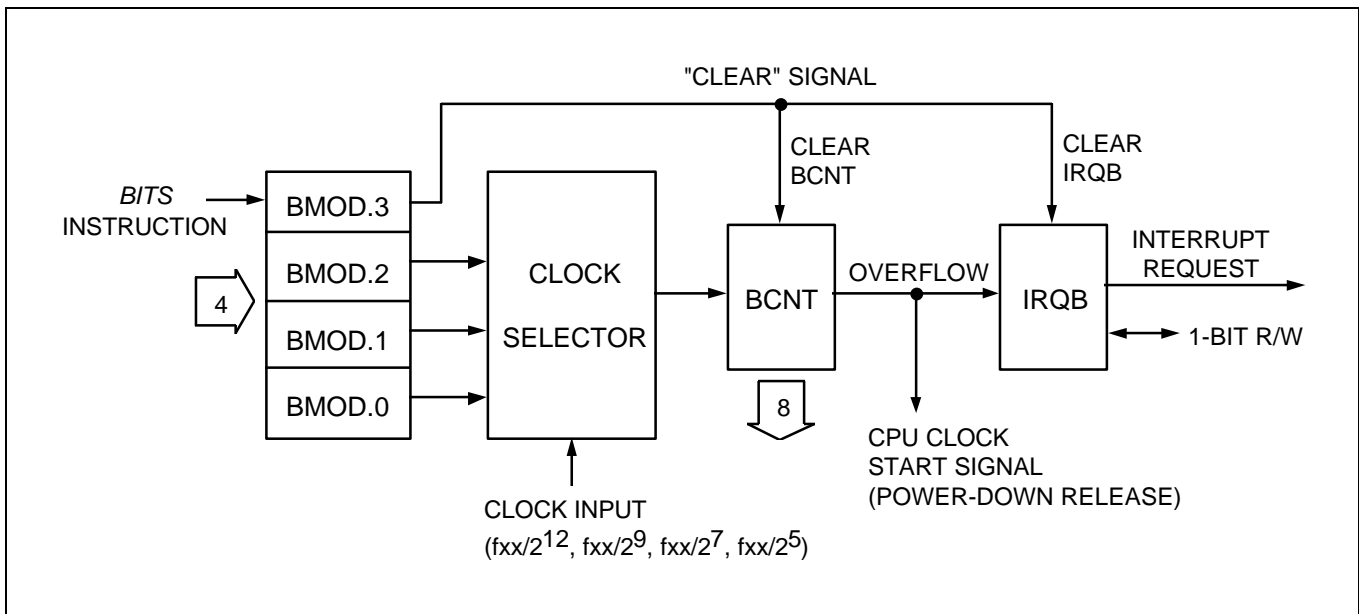 "CLEAR" SIGNAL
CLEAR
BCNT
CLEAR
IRQB
BITS
INSTRUCTION
4
BMOD.3
BMOD.2
BMOD.1
BMOD.0
CLOCK
SELECTOR
BCNT
8
OVERFLOW
IRQB
INTERRUPT
REQUEST
1-BIT R/W
CPU CLOCK
START SIGNAL
(POWER-DOWN RELEASE)
CLOCK INPUT
(fxx/2¹², fxx/2⁹, fxx/2⁷, fxx/2⁵)